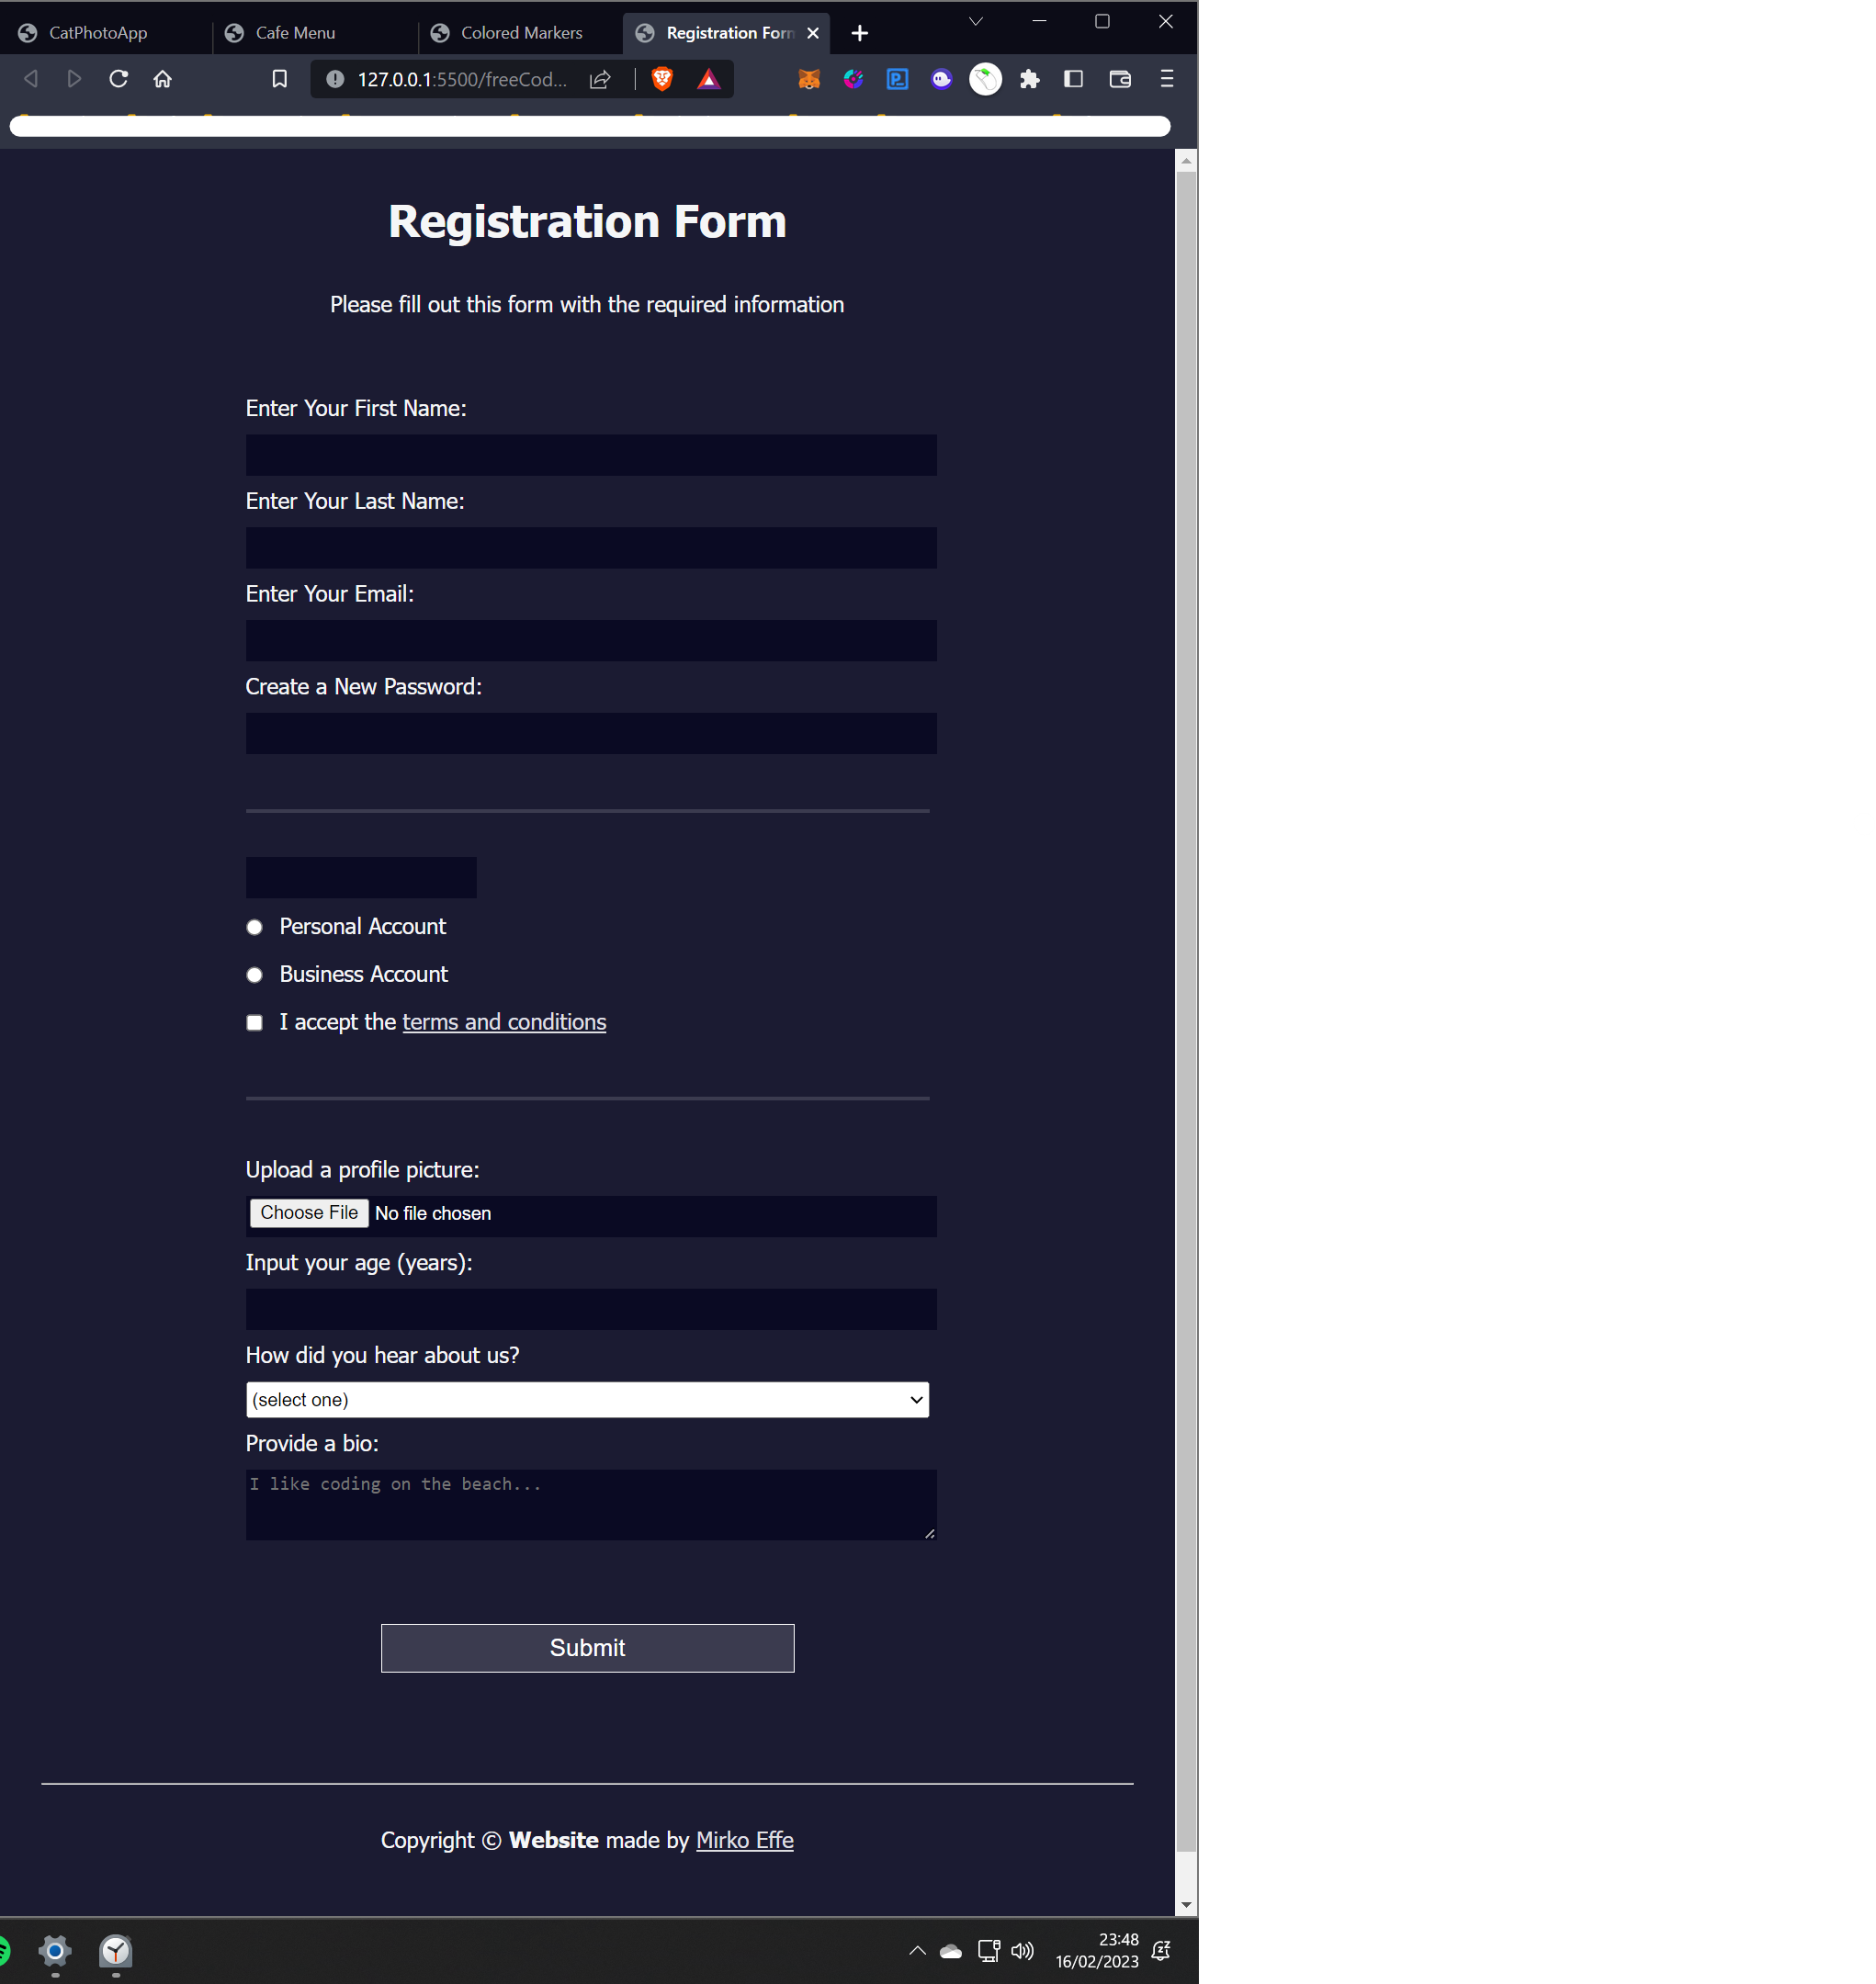 CatPhotoApp
Cafe Menu
Colored Markers
Registration Form
127.0.0.1:5500/freeCod...
Registration Form
Please fill out this form with the required information
Enter Your First Name:
Enter Your Last Name:
Enter Your Email:
Create a New Password:
Personal Account
Business Account
I accept the terms and conditions
Upload a profile picture:
Choose File No file chosen
Input your age (years):
How did you hear about us?
(select one)
Provide a bio:
I like coding on the beach...
Submit
Copyright © Website made by Mirko Effe
23:48
16/02/2023